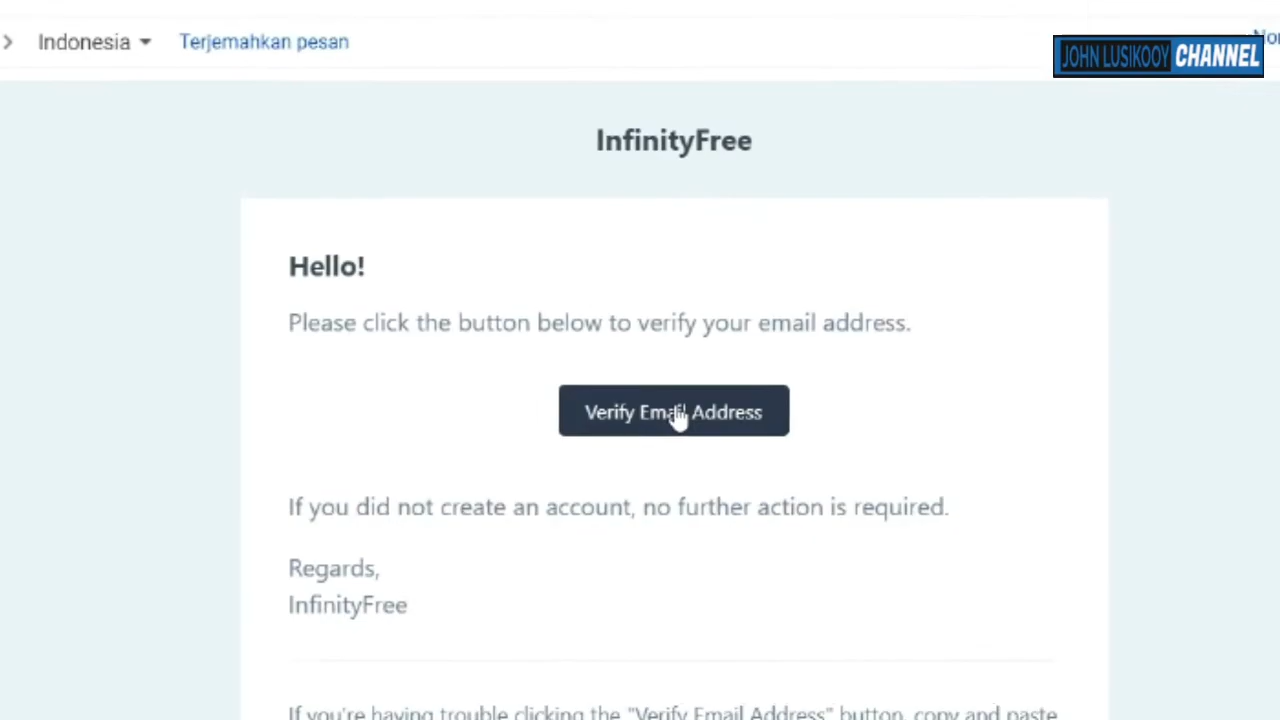 Indonesia
Terjemahkan pesan
JOHN LUSIKOOY CHANNEL
InfinityFree
Hello!
Please click the button below to verify your email address.
Verify Email Address
If you did not create an account, no further action is required.
Regards,
InfinityFree
If you're having trouble clicking the "Verify Email Address" button, copy and paste